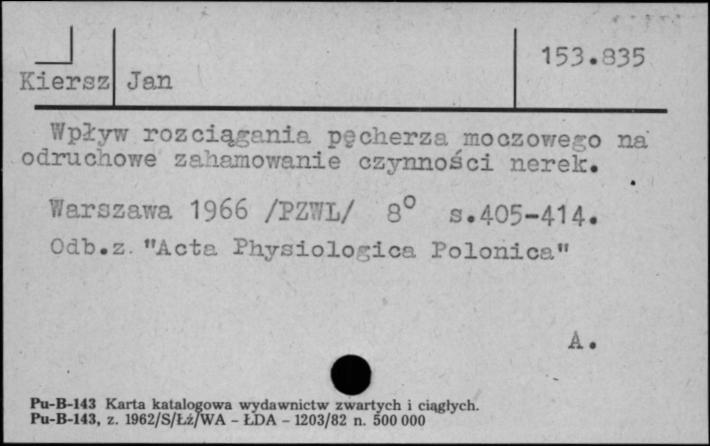 153.835
Kiersz Jan
Wpływ rozciągania pęcherza moczowego na
odruchowe zahamowanie czynności nerek.
Warszawa 1966 /PZWL/ 8° s.405-414.
Odb.z. "Acta Physiologica Polonica"
A.
Pu-B-143 Karta katalogowa wydawnictw zwartych i ciągłych.
Pu-B-143, z. 1962/S/Łż/WA - ŁDA - 1203/82 n. 500 000